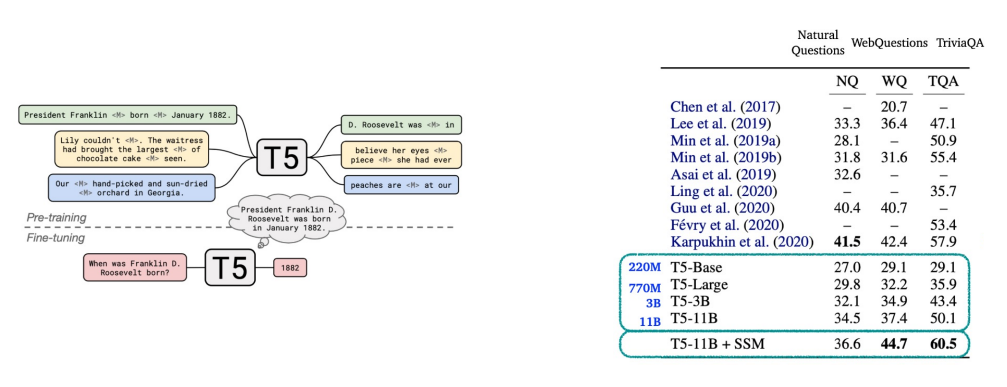 President Franklin <M> born <M> January 1882.
D. Roosevelt was <M> in
Lily couldn't <M>. The waitress
had brought the largest <M> of
chocolate cake <M> seen.
T5
believe her eyes <M>
piece <M> she had ever
Our <M> hand-picked and sun-dried
<M> orchard in Georgia.
peaches are <M> at our
Pre-training
Fine-tuning
President Franklin D.
Roosevelt was born
in January 1882.
When was Franklin D.
Roosevelt born?
T5
1882
Natural
Questions WebQuestions TriviaQA
NQ WQ TQA
Chen et al. (2017) – 20.7 –
Lee et al. (2019) 33.3 36.4 47.1
Min et al. (2019a) 28.1 – 50.9
Min et al. (2019b) 31.8 31.6 55.4
Asai et al. (2019) 32.6 – –
Ling et al. (2020) – – 35.7
Guu et al. (2020) 40.4 40.7 –
Févry et al. (2020) – – 53.4
Karpukhin et al. (2020) 41.5 42.4 57.9
220M T5-Base 27.0 29.1 29.1
770M T5-Large 29.8 32.2 35.9
3B T5-3B 32.1 34.9 43.4
11B T5-11B 34.5 37.4 50.1
T5-11B + SSM 36.6 44.7 60.5